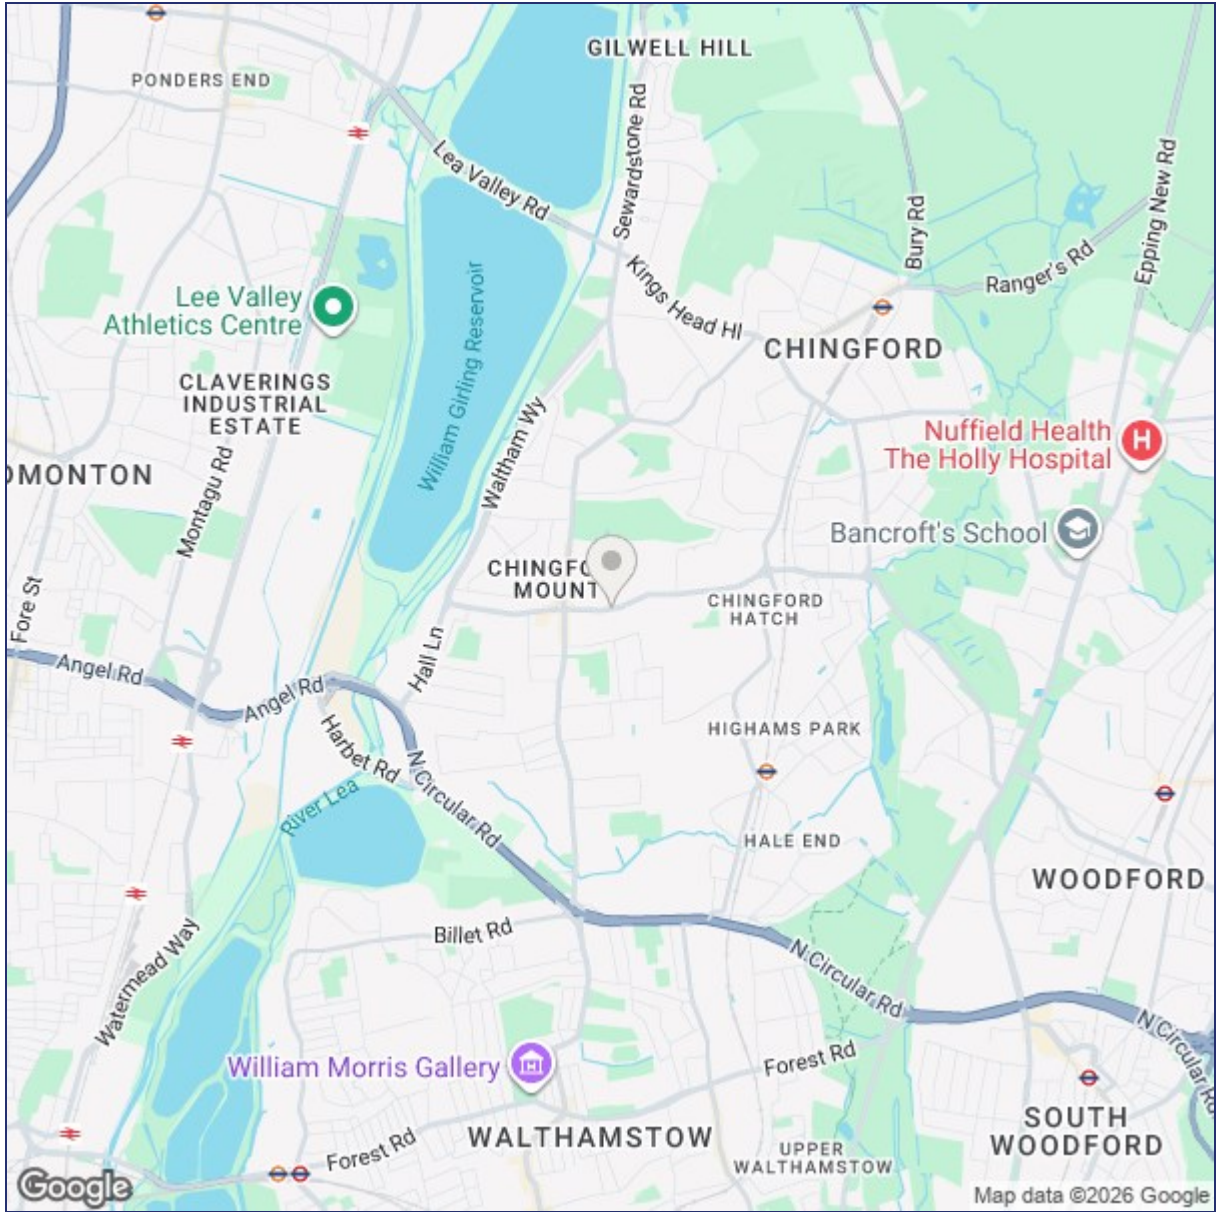 GILWELL HILL
PONDERS END
Sewardstone Rd
Lea Valley Rd
Epping New Rd
Bury Rd
Ranger's Rd
Kings Head Hl
Lee Valley
Athletics Centre
William Girling Reservoir
CHINGFORD
CLAVERINGS
INDUSTRIAL
ESTATE
Waltham Wy
Nuffield Health
The Holly Hospital
DMONTON
Montagu Rd
Bancroft's School
CHINGFO
MOUNT
CHINGFORD
HATCH
Fore St
Hall Ln
Angel Rd
Angel Rd
Harbet Rd
HIGHAMS PARK
N Circular Rd
River Lea
HALE END
WOODFORD
Billet Rd
Watermead Way
N Circular Rd
N Circular Rd
William Morris Gallery
Forest Rd
WALTHAMSTOW
SOUTH
WOODFORD
Forest Rd
UPPER
WALTHAMSTOW
Google
Map data ©2026 Google